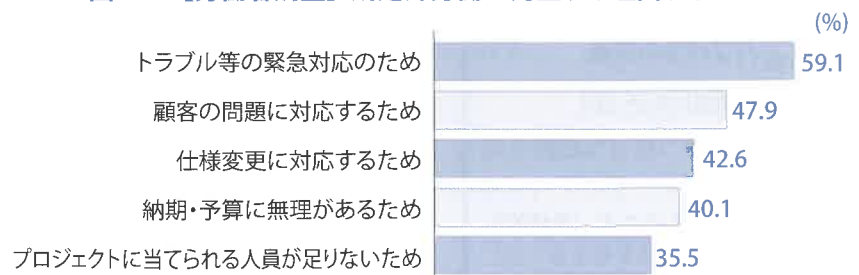 (%)
トラブル等の緊急対応のため 59.1
顧客の問題に対応するため 47.9
仕様変更に対応するため 42.6
納期・予算に無理があるため 40.1
プロジェクトに当てられる人員が足りないため 35.5